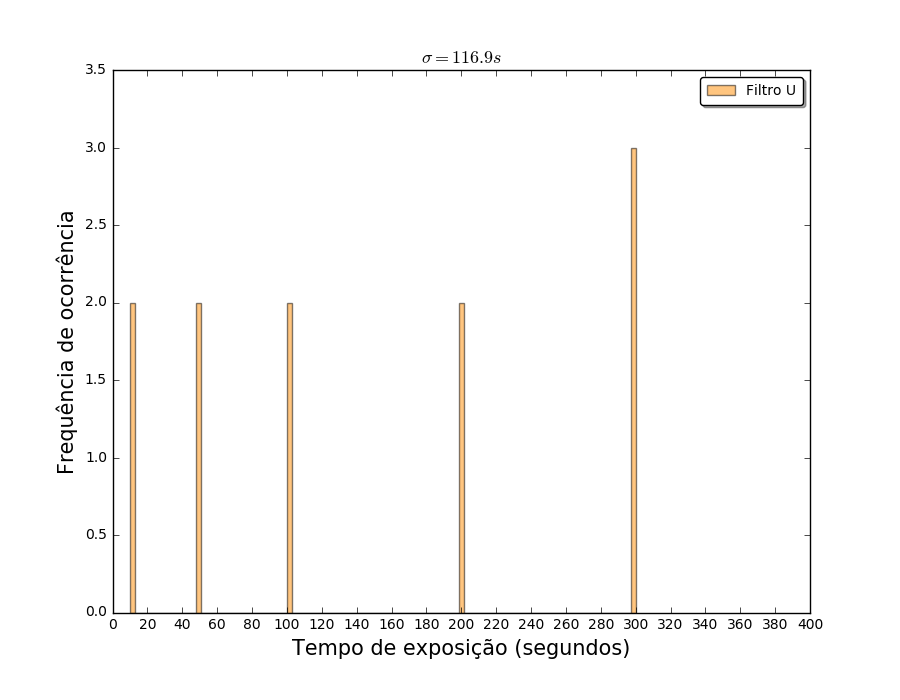 σ = 116.9s
Filtro U
3.5
3.0
2.5
2.0
1.5
1.0
0.5
0.0
Frequência de ocorrência
0 20 40 60 80 100 120 140 160 180 200 220 240 260 280 300 320 340 360 380 400
Tempo de exposição (segundos)